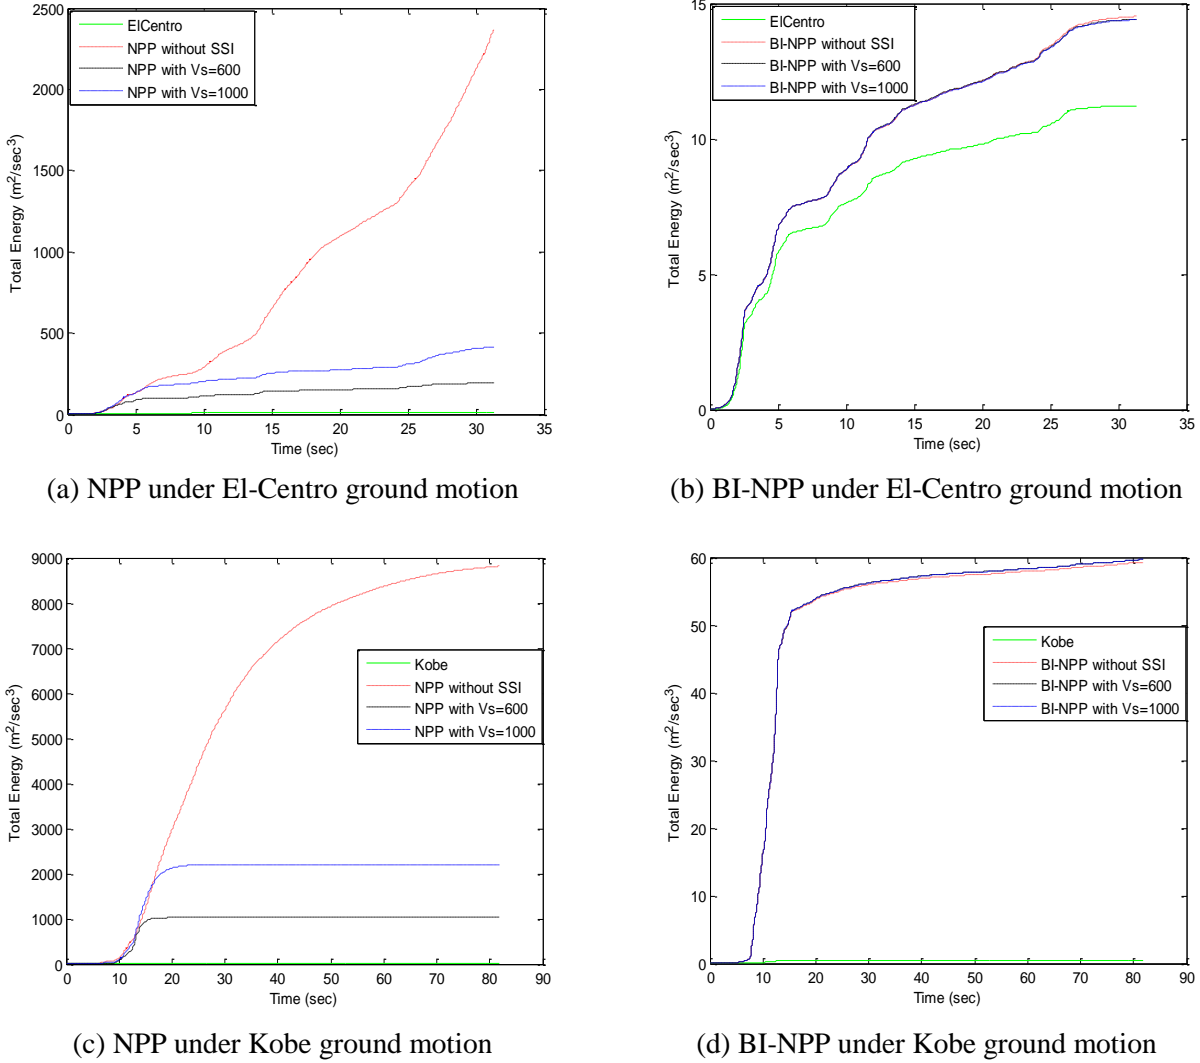 2500
2000
1500
1000
500
0
Total Energy (m²/sec³)
ElCentro
NPP without SSI
NPP with Vs=600
NPP with Vs=1000
0 5 10 15 20 25 30 35
Time (sec)
(a) NPP under El-Centro ground motion
15
10
5
0
Total Energy (m²/sec³)
ElCentro
BI-NPP without SSI
BI-NPP with Vs=600
BI-NPP with Vs=1000
0 5 10 15 20 25 30 35
Time (sec)
(b) BI-NPP under El-Centro ground motion
9000
8000
7000
6000
5000
4000
3000
2000
1000
0
Total Energy (m²/sec³)
Kobe
NPP without SSI
NPP with Vs=600
NPP with Vs=1000
0 10 20 30 40 50 60 70 80 90
Time (sec)
(c) NPP under Kobe ground motion
60
50
40
30
20
10
0
Total Energy (m²/sec³)
Kobe
BI-NPP without SSI
BI-NPP with Vs=600
BI-NPP with Vs=1000
0 10 20 30 40 50 60 70 80 90
Time (sec)
(d) BI-NPP under Kobe ground motion